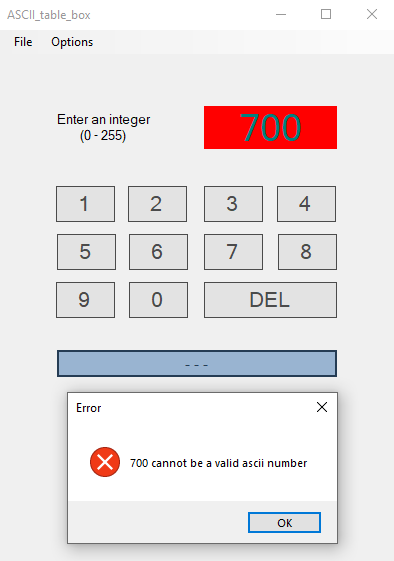 ASCII_table_box
File Options
Enter an integer
(0 - 255)
700
1 2 3 4
5 6 7 8
9 0 DEL
- - -
Error
700 cannot be a valid ascii number
OK